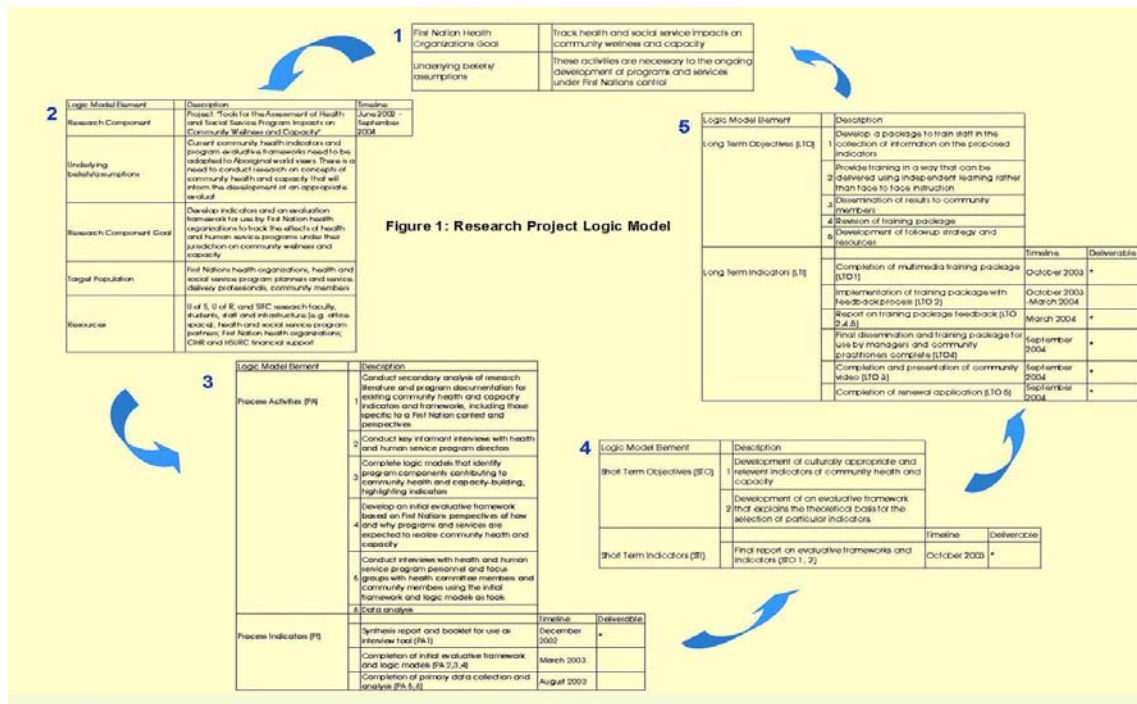 1
First Nation Health
Organizations Goal
Track health and social service impacts on
community wellness and capacity
Underlying beliefs/
assumptions
These activities are necessary to the ongoing
development of programs and services
under First Nations control
2
Logic Model Element
Description
Timeline
Research Component
Project: "Tools for the Assessment of Health
and Social Service Program Impacts on
Community Wellness and Capacity"
June 2002 -
September
2004
Underlying
beliefs/assumptions
Current community health indicators and
program evaluative frameworks need to be
adapted to Aboriginal world views. There is a
need to conduct research on concepts of
community health and capacity that will
inform the development of an appropriate
evaluat
Research Component Goal
Develop indicators and an evaluation
framework for use by First Nation health
organizations to track the effects of health
and human service programs under their
jurisdiction on community wellness and
capacity
Target Population
First Nations health organizations, health and
social service program planners and service
delivery professionals, community members
Resources
U of S, U of R, and SIFC research faculty,
students, staff and infrastructure (e.g. office
space); health and social service program
partners; First Nation health organizations;
CIHR and HSURC financial support
Figure 1: Research Project Logic Model
3
Logic Model Element
Description
Process Activities (PA)
1
Conduct secondary analysis of research
literature and program documentation for
existing community health and capacity
indicators and framework, including those
specific to a First Nation context and
perspectives
2
Conduct key informant interviews with health
and human service program directors
3
Complete logic models that identify
program components contributing to
community health and capacity-building,
highlighting indicators
4
Develop an initial evaluative framework
based on First Nations perspectives of how
and why programs and services are
expected to realize community health and
capacity
5
Conduct interviews with health and human
service program personnel and focus
groups with health committee members and
community members using the initial
framework and logic models as tools
6
Data analysis
Timeline
Deliverable
Process Indicators (PI)
Synthesis report and booklet for use as
interview tool (PA1)
December
2002
*
Completion of initial evaluative framework
and logic models (PA 2,3,4)
March 2003
Completion of primary data collection and
analysis (PA 5,6)
August 2003
4
Logic Model Element
Description
Short Term Objectives (STO)
1
Development of culturally appropriate and
relevent indicators of community health and
capacity
2
Development of an evaluative framework
that explains the theoretical basis for the
selection of particular indicators.
Timeline
Deliverable
Short Term Indicators (STI)
Final report on evaluative frameworks and
indicators (STO 1, 2)
October 2003
*
5
Logic Model Element
Description
Long Term Objectives (LTO)
1
Develop a package to train staff in the
collection of information on the proposed
indicators
2
Provide training in a way that can be
delivered using independent learning rather
than face to face instruction
3
Dissemination of results to community
members
4
Revision of training package
5
Development of followup strategy and
resources
Timeline
Deliverable
Long Term Indicators (LTI)
Completion of multimedia training package
(LTO1)
October 2003
*
Implementation of training package with
feedback process (LTO 2)
October 2003
-March 2004
Report on training package feedback (LTO
2,4,5)
March 2004
*
Final dissemination and training package for
use by managers and community
practitioners complete (LTO4)
September
2004
*
Completion and presentation of community
video (LTO 3)
September
2004
*
Completion of renewal application (LTO 5)
September
2004
*